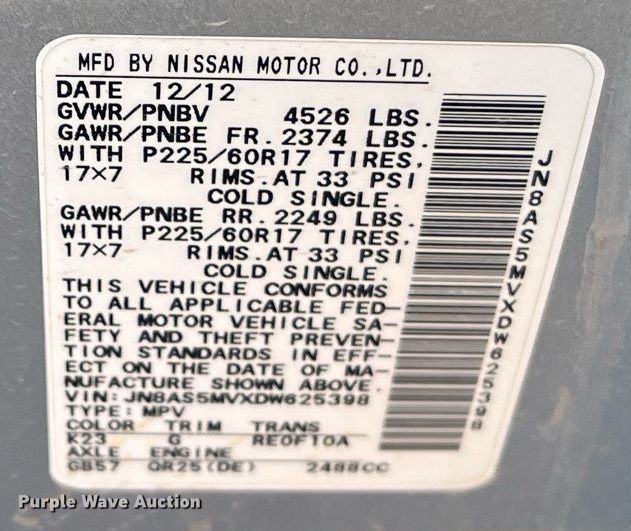 MFD BY NISSAN MOTOR CO.,LTD.
DATE 12/12
GVWR/PNBV 4526 LBS.
GAWR/PNBE FR. 2374 LBS.
WITH P225/60R17 TIRES,
17×7 RIMS.AT 33 PSI
COLD SINGLE.
GAWR/PNBE RR. 2249 LBS.
WITH P225/60R17 TIRES,
17×7 RIMS.AT 33 PSI
COLD SINGLE.
THIS VEHICLE CONFORMS
TO ALL APPLICABLE FED-
ERAL MOTOR VEHICLE SA-
FETY AND THEFT PREVEN-
TION STANDARDS IN EFF-
ECT ON THE DATE OF MA-
NUFACTURE SHOWN ABOVE.
VIN: JN8AS5MVXDW625398
TYPE: MPV
COLOR TRIM TRANS
K23 G RE0F10A
AXLE ENGINE
GB57 QR25(DE) 2488CC
JN8AS5MVXDW625398
Purple Wave Auction